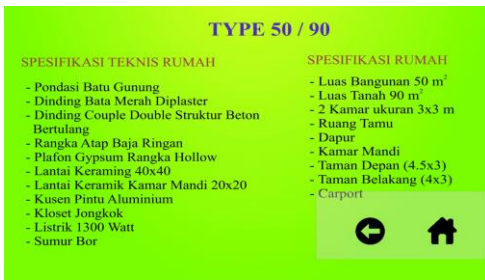 TYPE 50 / 90
SPESIFIKASI TEKNIS RUMAH
- Pondasi Batu Gunung
- Dinding Bata Merah Diplaster
- Dinding Couple Double Struktur Beton
Bertulang
- Rangka Atap Baja Ringan
- Plafon Gypsum Rangka Hollow
- Lantai Keraming 40x40
- Lantai Keramik Kamar Mandi 20x20
- Kusen Pintu Aluminium
- Kloset Jongkok
- Listrik 1300 Watt
- Sumur Bor
SPESIFIKASI RUMAH
- Luas Bangunan 50 m²
- Luas Tanah 90 m²
- 2 Kamar ukuran 3x3 m
- Ruang Tamu
- Dapur
- Kamar Mandi
- Taman Depan (4.5x3)
- Taman Belakang (4x3)
- Carport